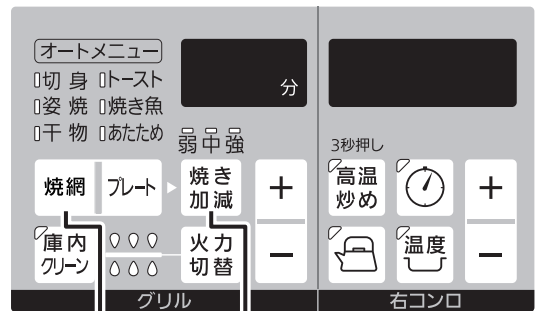 オートメニュー
切身 トースト
姿焼 焼き魚
干物 あたため
分
弱 中 強
焼網
プレート
焼き
加減
+
庫内
クリーン
火力
切替
−
グリル
3秒押し
高温
炒め
+
温度
−
右コンロ